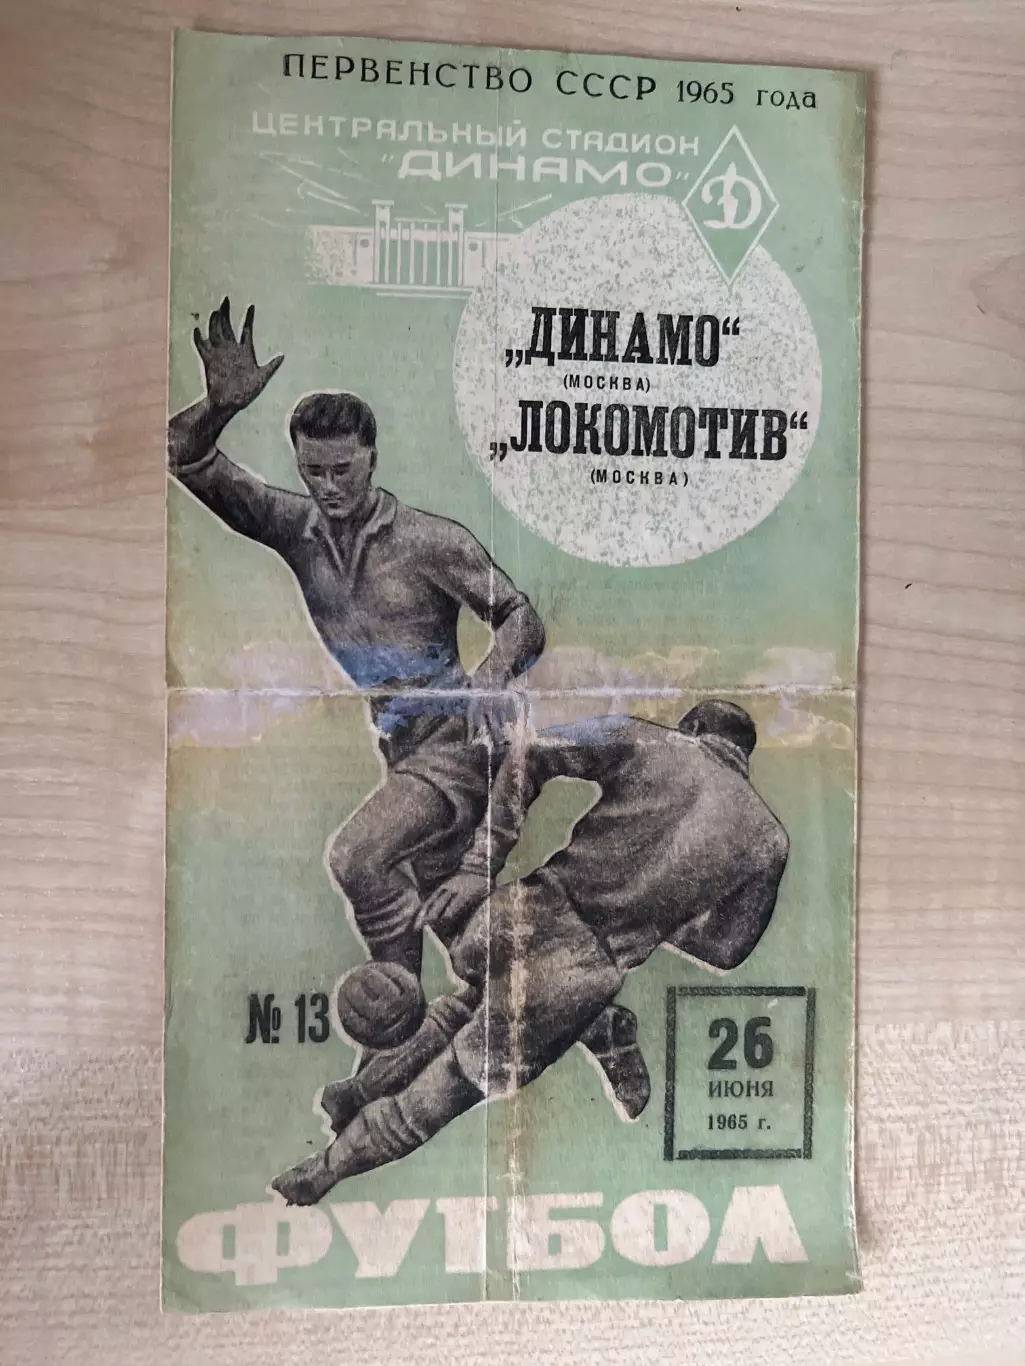 ПЕРВЕНСТВО СССР 1965 года
ЦЕНТРАЛЬНЫЙ СТАДИОН
"ДИНАМО"
Д
„ДИНАМО“
(МОСКВА)
„ЛОКОМОТИВ“
(МОСКВА)
№ 13
26
ИЮНЯ
1965 г.
ФУТБОЛ